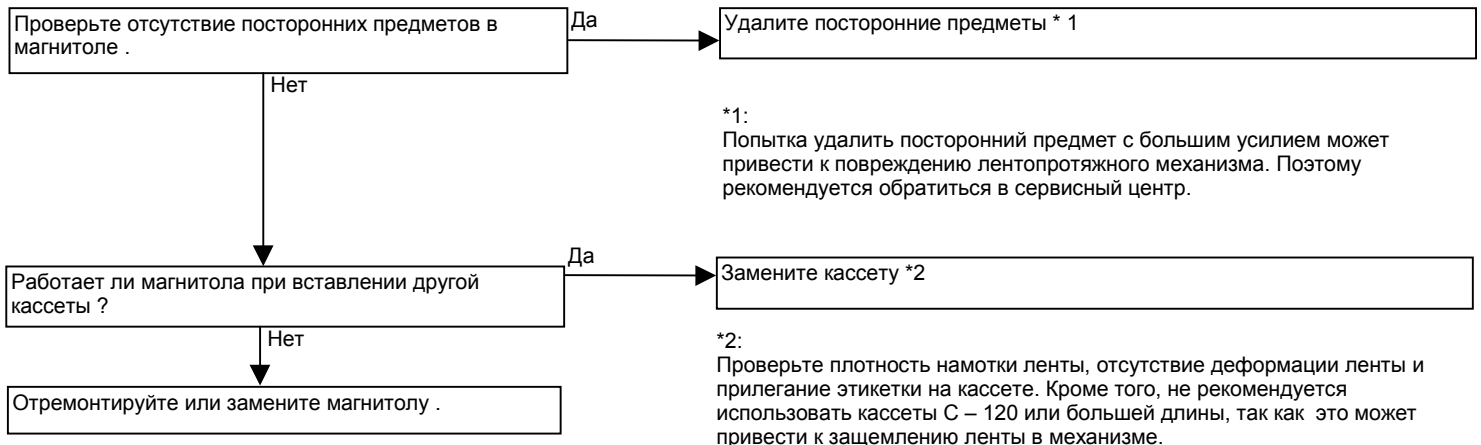 Проверьте отсутствие посторонних предметов в
магнитоле .
Да
Удалите посторонние предметы * 1
Нет
*1:
Попытка удалить посторонний предмет с большим усилием может
привести к повреждению лентопротяжного механизма. Поэтому
рекомендуется обратиться в сервисный центр.
Работает ли магнитола при вставлении другой
кассеты ?
Да
Замените кассету *2
Нет
Отремонтируйте или замените магнитолу .
*2:
Проверьте плотность намотки ленты, отсутствие деформации ленты и
прилегание этикетки на кассете. Кроме того, не рекомендуется
использовать кассеты С – 120 или большей длины, так как это может
привести к защемлению ленты в механизме.